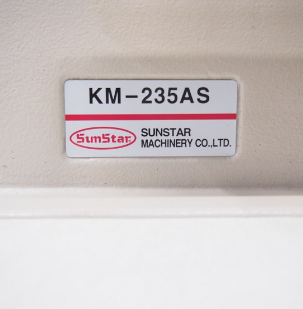 KM-235AS
SunStar
SUNSTAR
MACHINERY CO.,LTD.